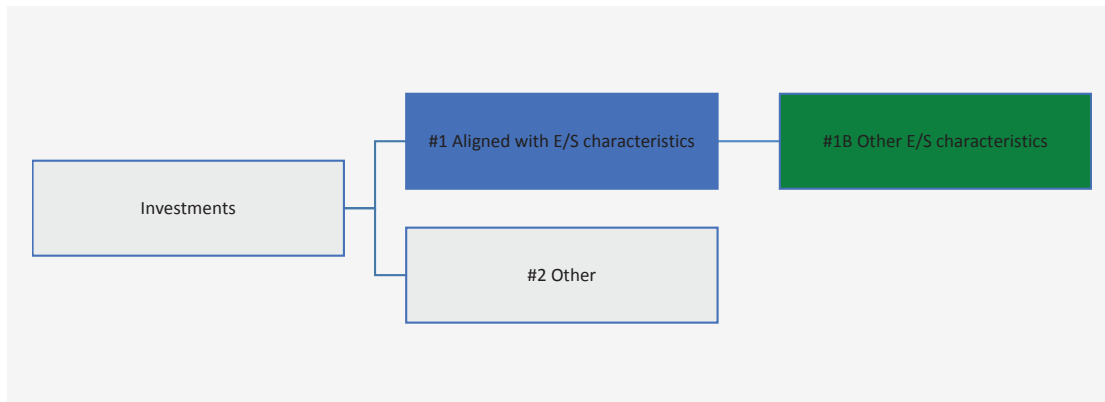 #1 Aligned with E/S characteristics
#1B Other E/S characteristics
Investments
#2 Other